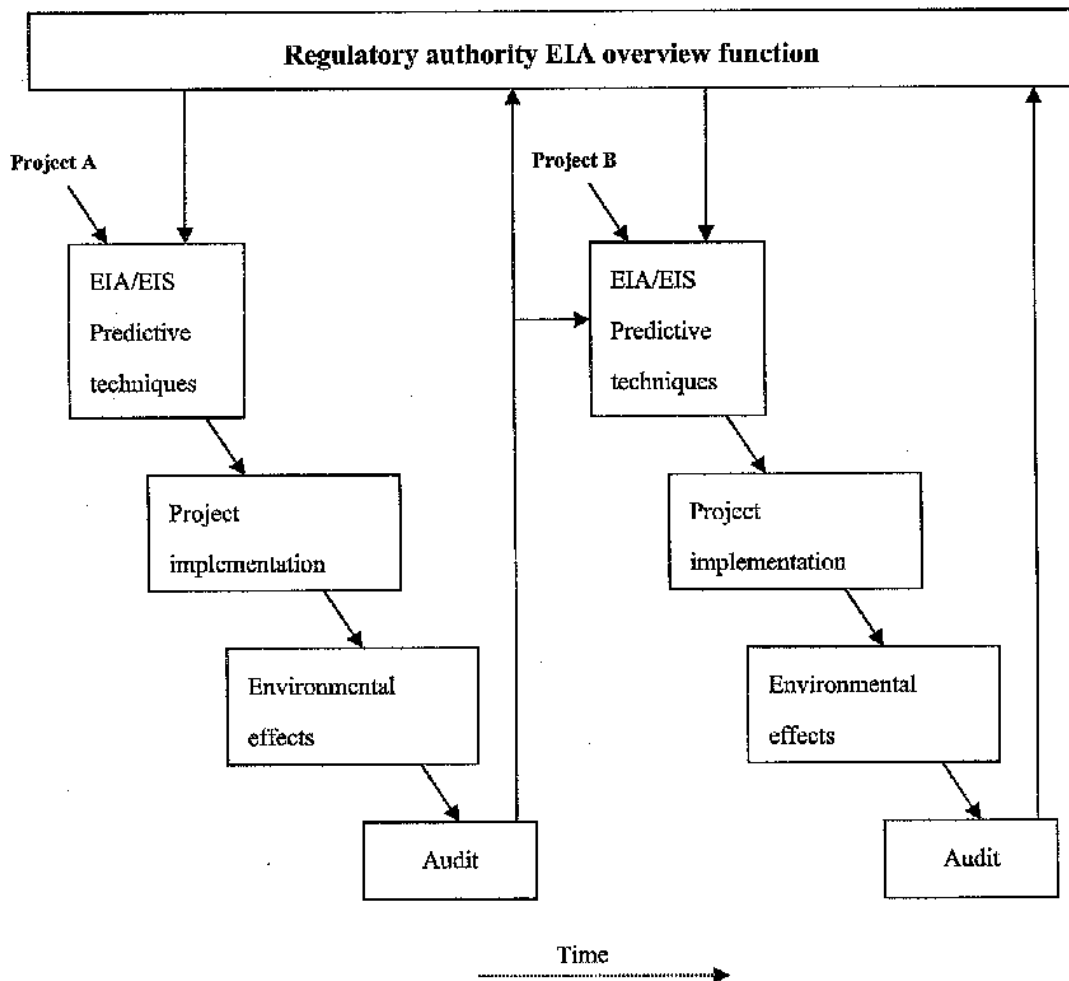 Regulatory authority EIA overview function
Project A
Project B
EIA/EIS
Predictive
techniques
EIA/EIS
Predictive
techniques
Project
implementation
Project
implementation
Environmental
effects
Environmental
effects
Audit
Audit
Time